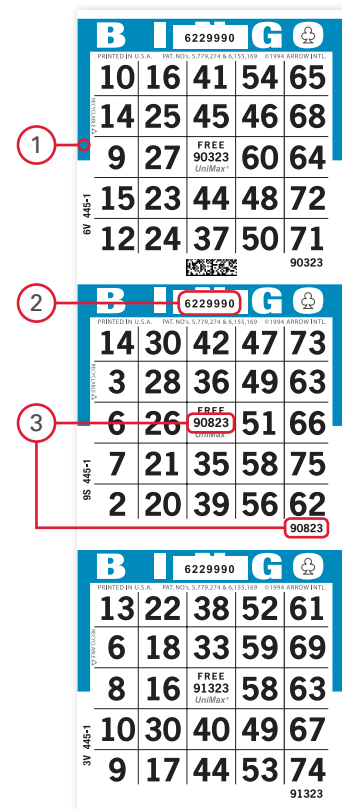 B I N G O
6229990
PRINTED IN U.S.A. PAT. NO's. 5,779,274 & 6,155,169 ©1994 ARROW INTL.
10 16 41 54 65
RECYCLABLE
14 25 45 46 68
1
9 27 FREE 60 64
90323
UniMax®
15 23 44 48 72
6V 445-1
12 24 37 50 71
90323
2
B I G O
6229990
PRINTED IN U.S.A. PAT. NO's. 5,779,274 & 6,155,169 ©1994 ARROW INTL.
14 30 42 47 73
RECYCLABLE
3 28 36 49 63
3
6 26 FREE 51 66
90823
UniMax
7 21 35 58 75
9S 445-1
2 20 39 56 62
90823
B I N G O
6229990
PRINTED IN U.S.A. PAT. NO's. 5,779,274 & 6,155,169 ©1994 ARROW INTL.
13 22 38 52 61
RECYCLABLE
6 18 33 59 69
8 16 FREE 58 63
91323
UniMax®
10 30 40 49 67
3V 445-1
9 17 44 53 74
91323